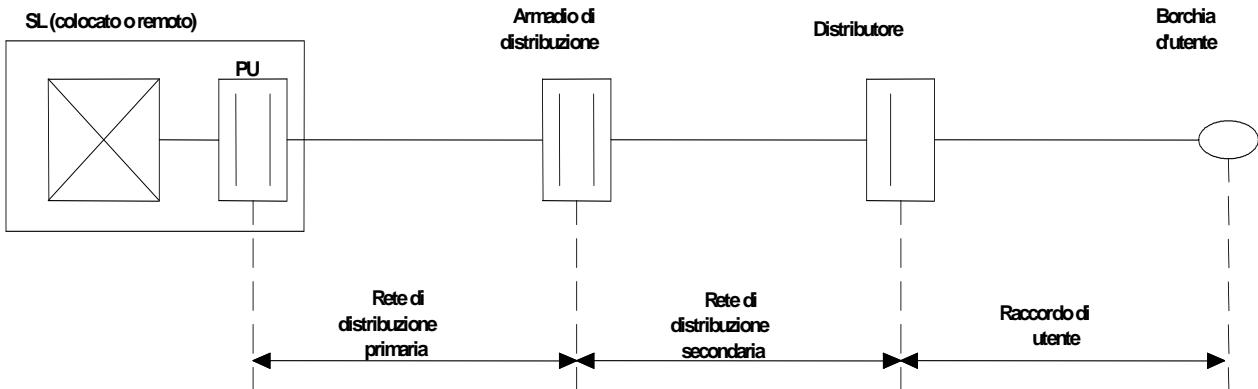 SL (colocato o remoto)
PU
Armadio di
distribuzione
Distributore
Borchia
d'utente
Rete di
distribuzione
primaria
Rete di
distribuzione
secondaria
Raccordo di
utente